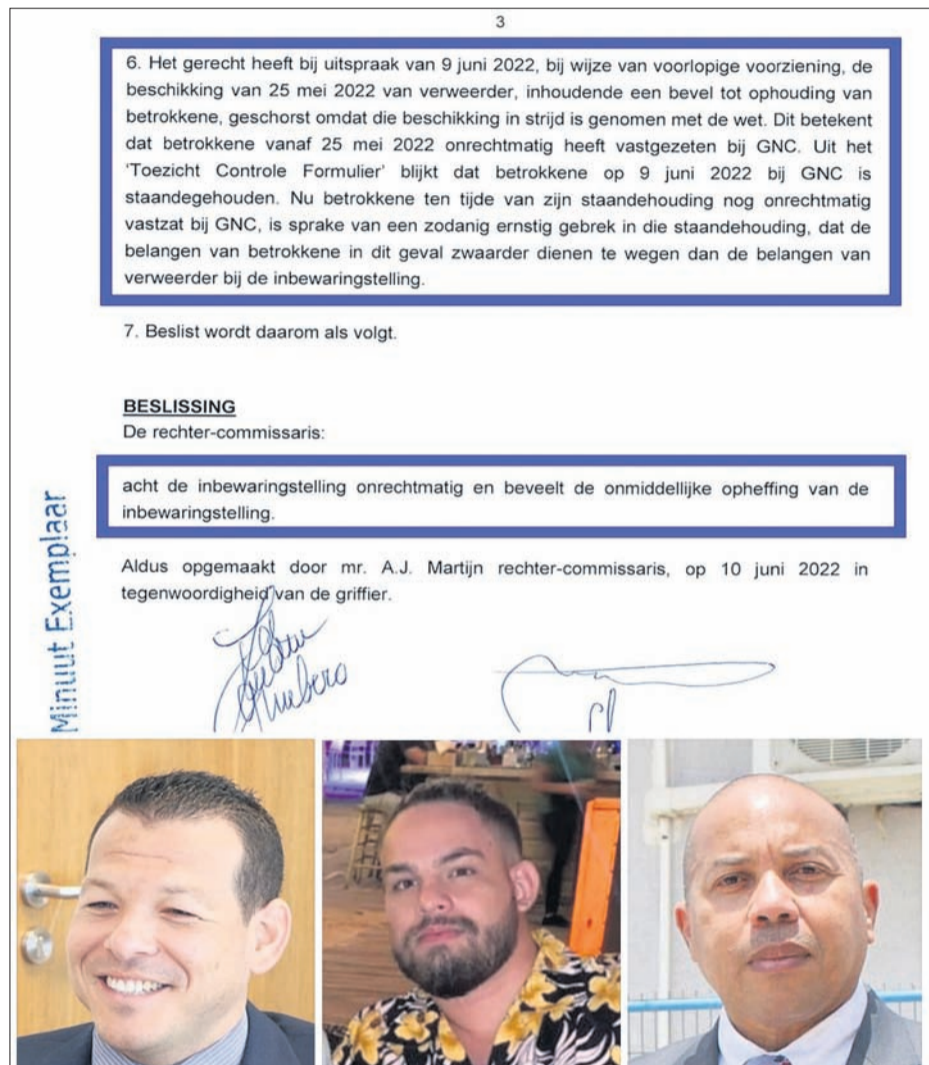 3
6. Het gerecht heeft bij uitspraak van 9 juni 2022, bij wijze van voorlopige voorziening, de
beschikking van 25 mei 2022 van verweerder, inhoudende een bevel tot ophouding van
betrokkene, geschorst omdat die beschikking in strijd is genomen met de wet. Dit betekent
dat betrokkene vanaf 25 mei 2022 onrechtmatig heeft vastgezeten bij GNC. Uit het
'Toezicht Controle Formulier' blijkt dat betrokkene op 9 juni 2022 bij GNC is
staandegehouden. Nu betrokkene ten tijde van zijn staandehouding nog onrechtmatig
vastzat bij GNC, is sprake van een zodanig ernstig gebrek in die staandehouding, dat de
belangen van betrokkene in dit geval zwaarder dienen te wegen dan de belangen van
verweerder bij de inbewaringstelling.
7. Beslist wordt daarom als volgt.
BESLISSING
De rechter-commissaris:
acht de inbewaringstelling onrechtmatig en beveelt de onmiddellijke opheffing van de
inbewaringstelling.
Aldus opgemaakt door mr. A.J. Martijn rechter-commissaris, op 10 juni 2022 in
tegenwoordigheid van de griffier.
Minuut Exemplaar